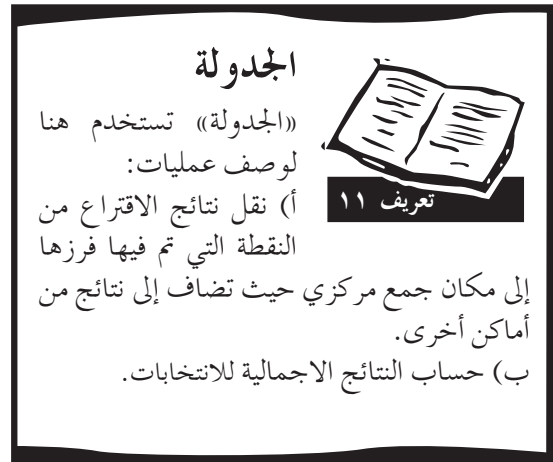 الجدولة
«الجدولة» تستخدم هنا
لوصف عمليات:
تعريف ١١
أ) نقل نتائج الاقتراع من
النقطة التي تم فيها فرزها
إلى مكان جمع مركزي حيث تضاف إلى نتائج من
أماكن أخرى.
ب) حساب النتائج الاجمالية للانتخابات.